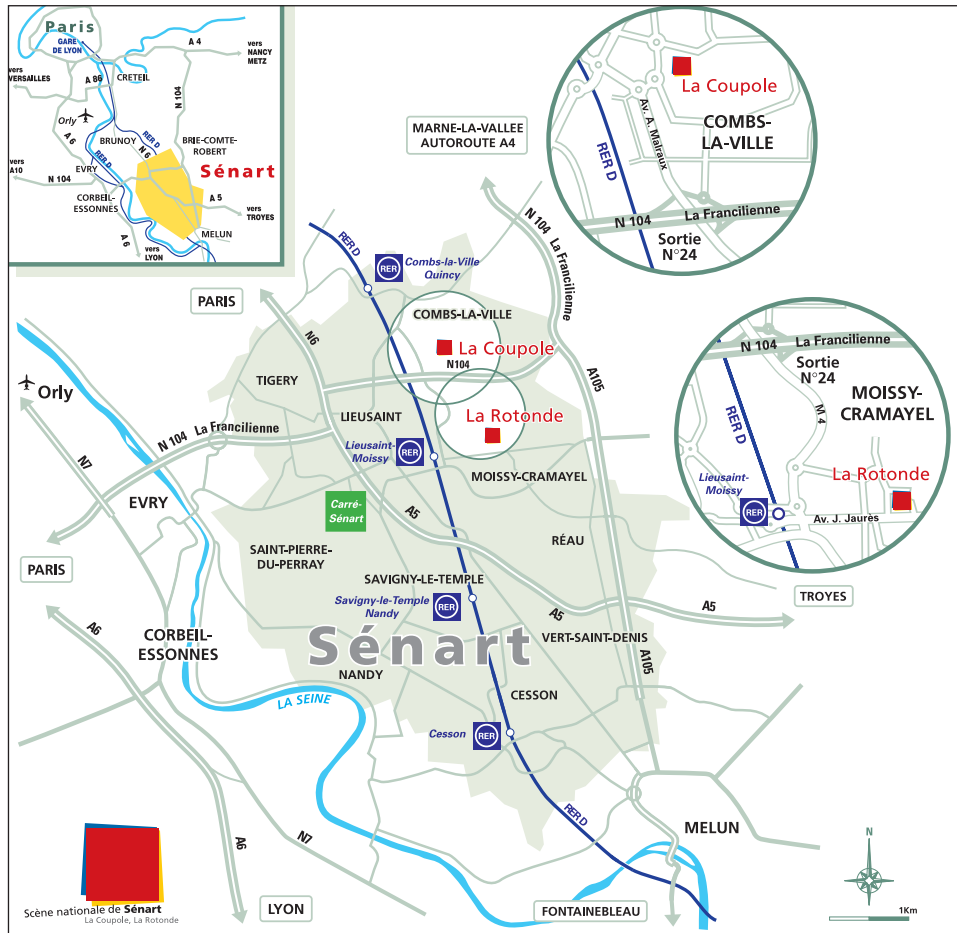 Paris
GARE
DE LYON
A 4
vers
NANCY
METZ
vers
VERSAILLES
A 86
CRETEIL
N 104
Orly
A 6
BRUNOY
RER D
N 6
BRIE-COMTE-
ROBERT
RER D
Sénart
vers
A10
EVRY
N 104
CORBEIL-
ESSONNES
A 5
vers
TROYES
MELUN
A 6
vers
LYON
La Coupole
COMBS-
LA-VILLE
Av. A. Malraux
RER D
N 104
La Francilienne
Sortie
N°24
MARNE-LA-VALLEE
AUTOROUTE A4
N 104
La Francilienne
RER D
RER
Combs-la-Ville
Quincy
PARIS
N6
COMBS-LA-VILLE
La Coupole
N104
TIGERY
A105
LIEUSAINT
La Rotonde
Orly
N 104
La Francilienne
N7
Lieusaint-
Moissy
RER
MOISSY-CRAMAYEL
EVRY
Carré-
Sénart
A5
RÉAU
SAINT-PIERRE-
DU-PERRAY
PARIS
SAVIGNY-LE-TEMPLE
Savigny-le-Temple
Nandy
RER
A5
A5
TROYES
A6
CORBEIL-
ESSONNES
Sénart
VERT-SAINT-DENIS
A105
NANDY
CESSON
LA SEINE
Cesson
RER
RER D
MELUN
N 104
La Francilienne
Sortie
N°24
MOISSY-
CRAMAYEL
RER D
M 4
Lieusaint-
Moissy
RER
La Rotonde
Av. J. Jaurès
A6
N7
LYON
FONTAINEBLEAU
N
1Km
Scène nationale de Sénart
La Coupole, La Rotonde